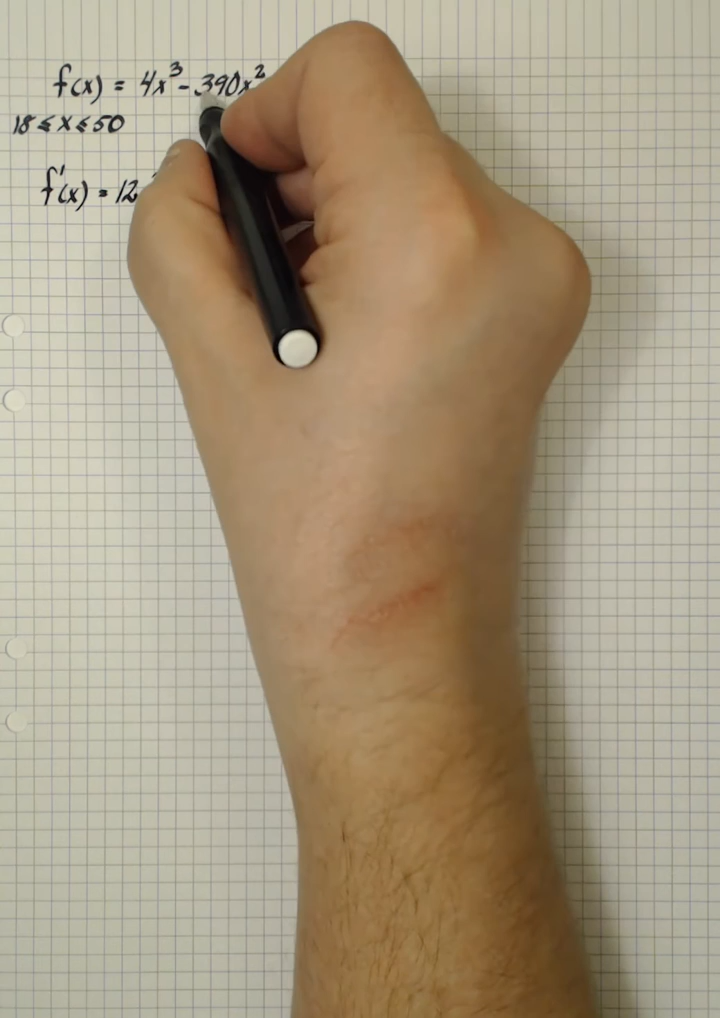 f(x) = 4x³ - 390x²
18 ≤ x ≤ 50
f'(x) = 12